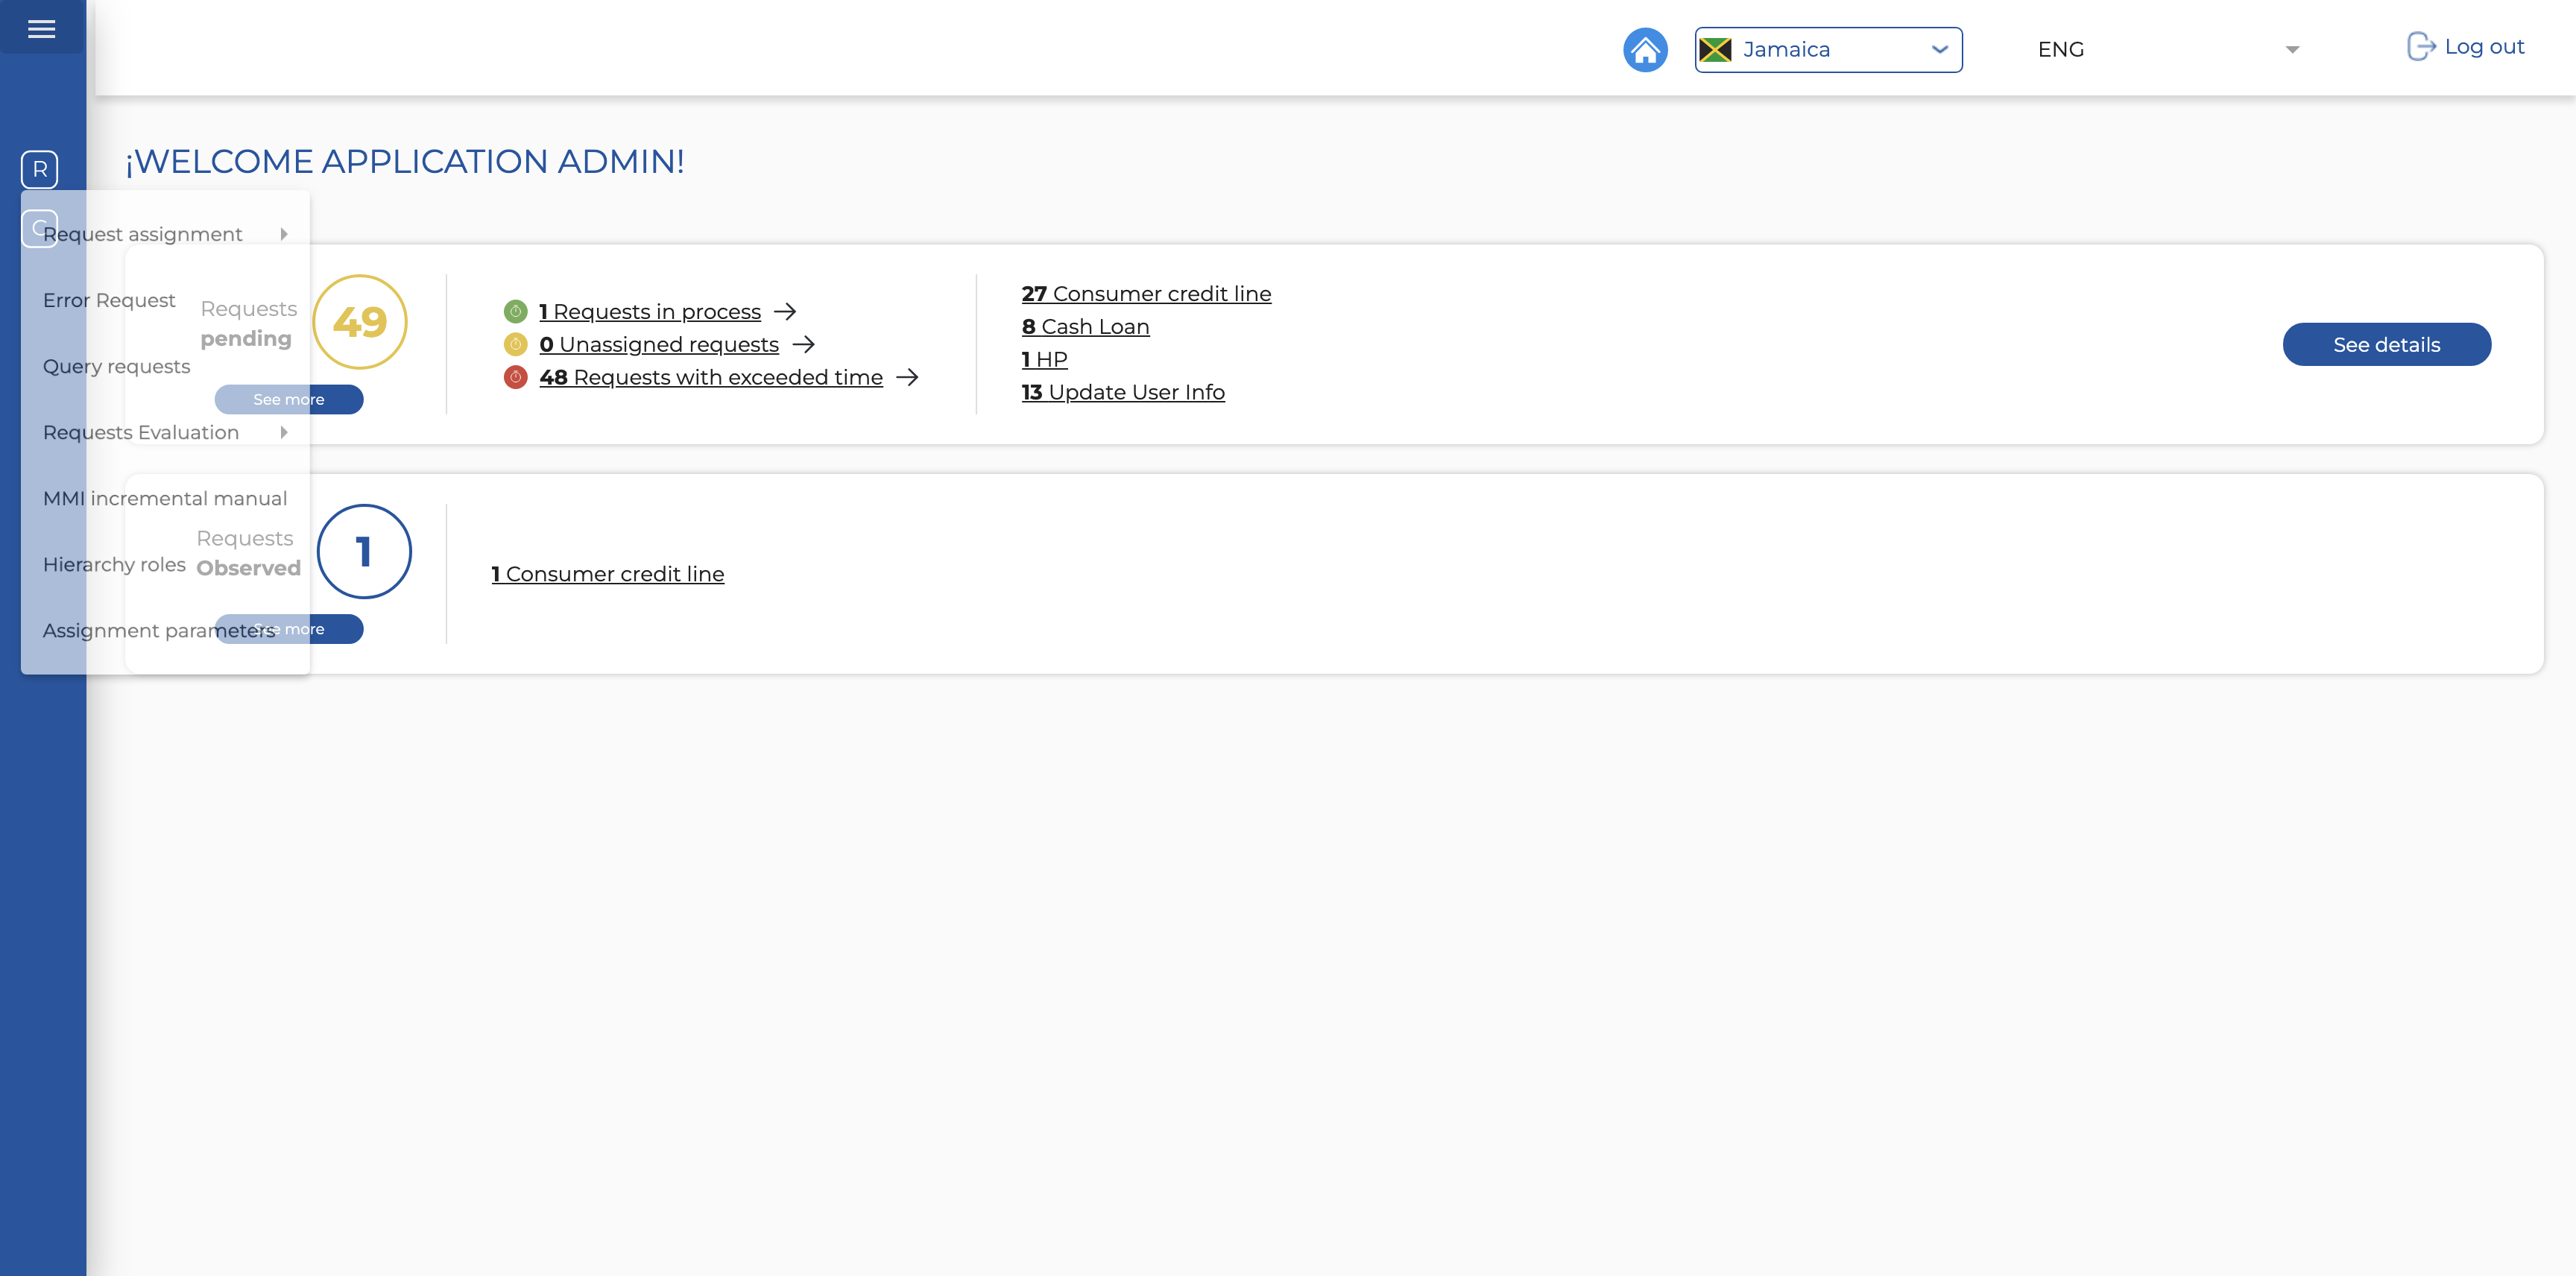 Jamaica
ENG
Log out
R
¡WELCOME APPLICATION ADMIN!
C
Request assignment
Error Request
Query requests
Requests Evaluation
MMI incremental manual
Hierarchy roles
Assignment parameters
Requests
pending
49
See more
1 Requests in process
0 Unassigned requests
48 Requests with exceeded time
27 Consumer credit line
8 Cash Loan
1 HP
13 Update User Info
See details
Requests
Observed
1
See more
1 Consumer credit line